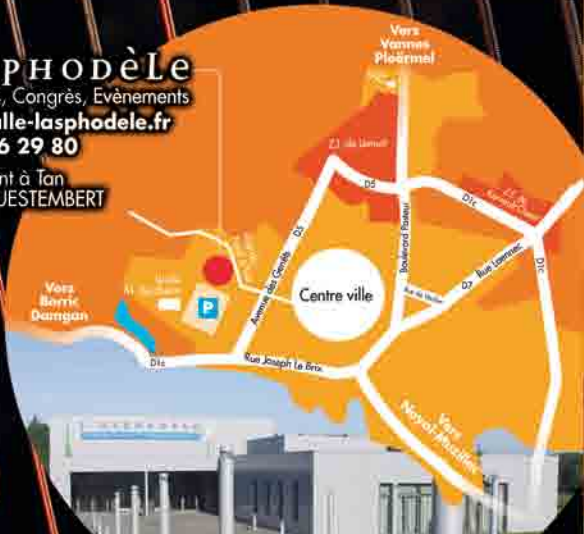 PHODèLe
, Congrès, Evènements
alle-lasphodele.fr
6 29 80
nt à Tan
UESTEMBERT
Vers
Vannes
Ploërmel
Z.I. de
D5
D1c
D5
Avenue des Genêts
Boulevard Pasteur
Rue Laennec
D7
D1c
Centre ville
P
Vers
Berric
Damgan
D1c
Rue Joseph Le Brix
Vers
Noyal-Muzillac